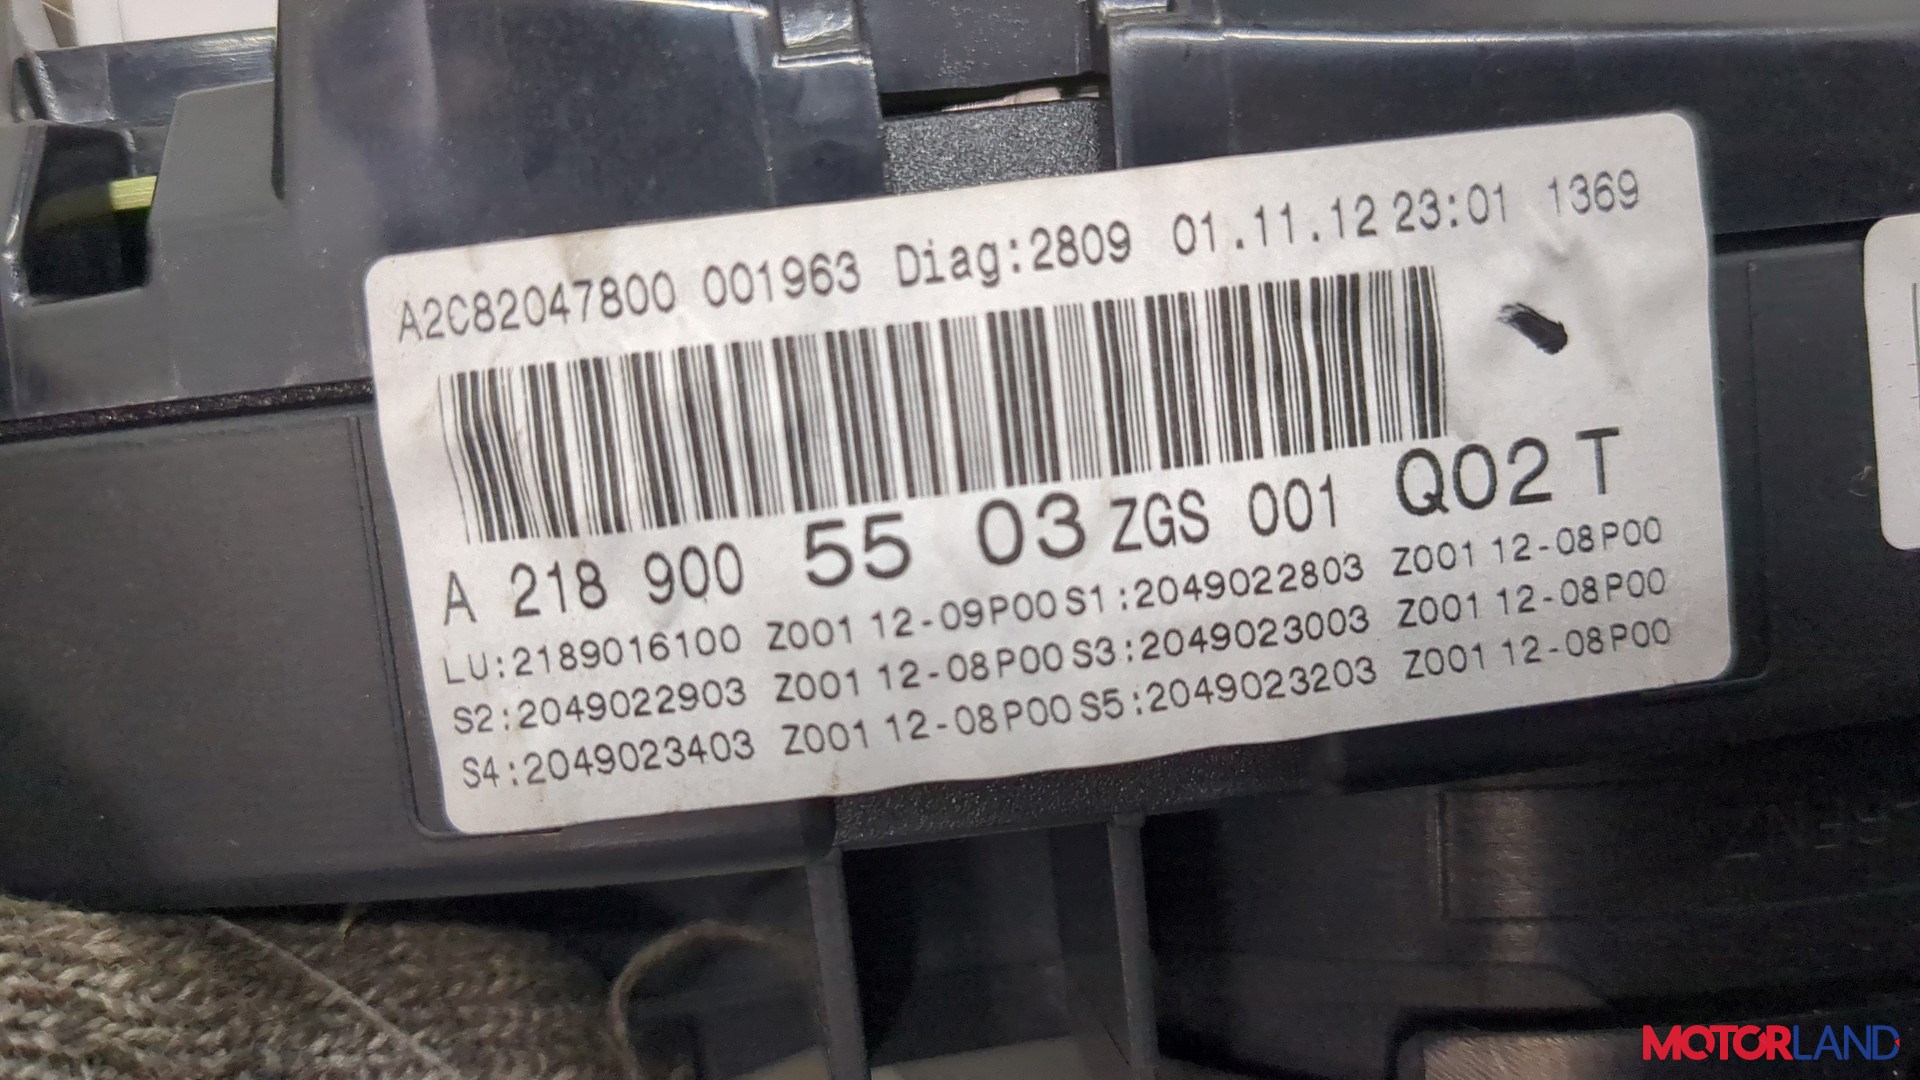 A2C82047800 001963 Diag:2809 01.11.12 23:01 1369
A 218 900 55 03 ZGS 001 Q02 T
LU:2189016100 Z001 12-09P00 S1:2049022803 Z001 12-08P00
S2:2049022903 Z001 12-08P00 S3:2049023003 Z001 12-08P00
S4:2049023403 Z001 12-08P00 S5:2049023203 Z001 12-08P00
MOTORLAND